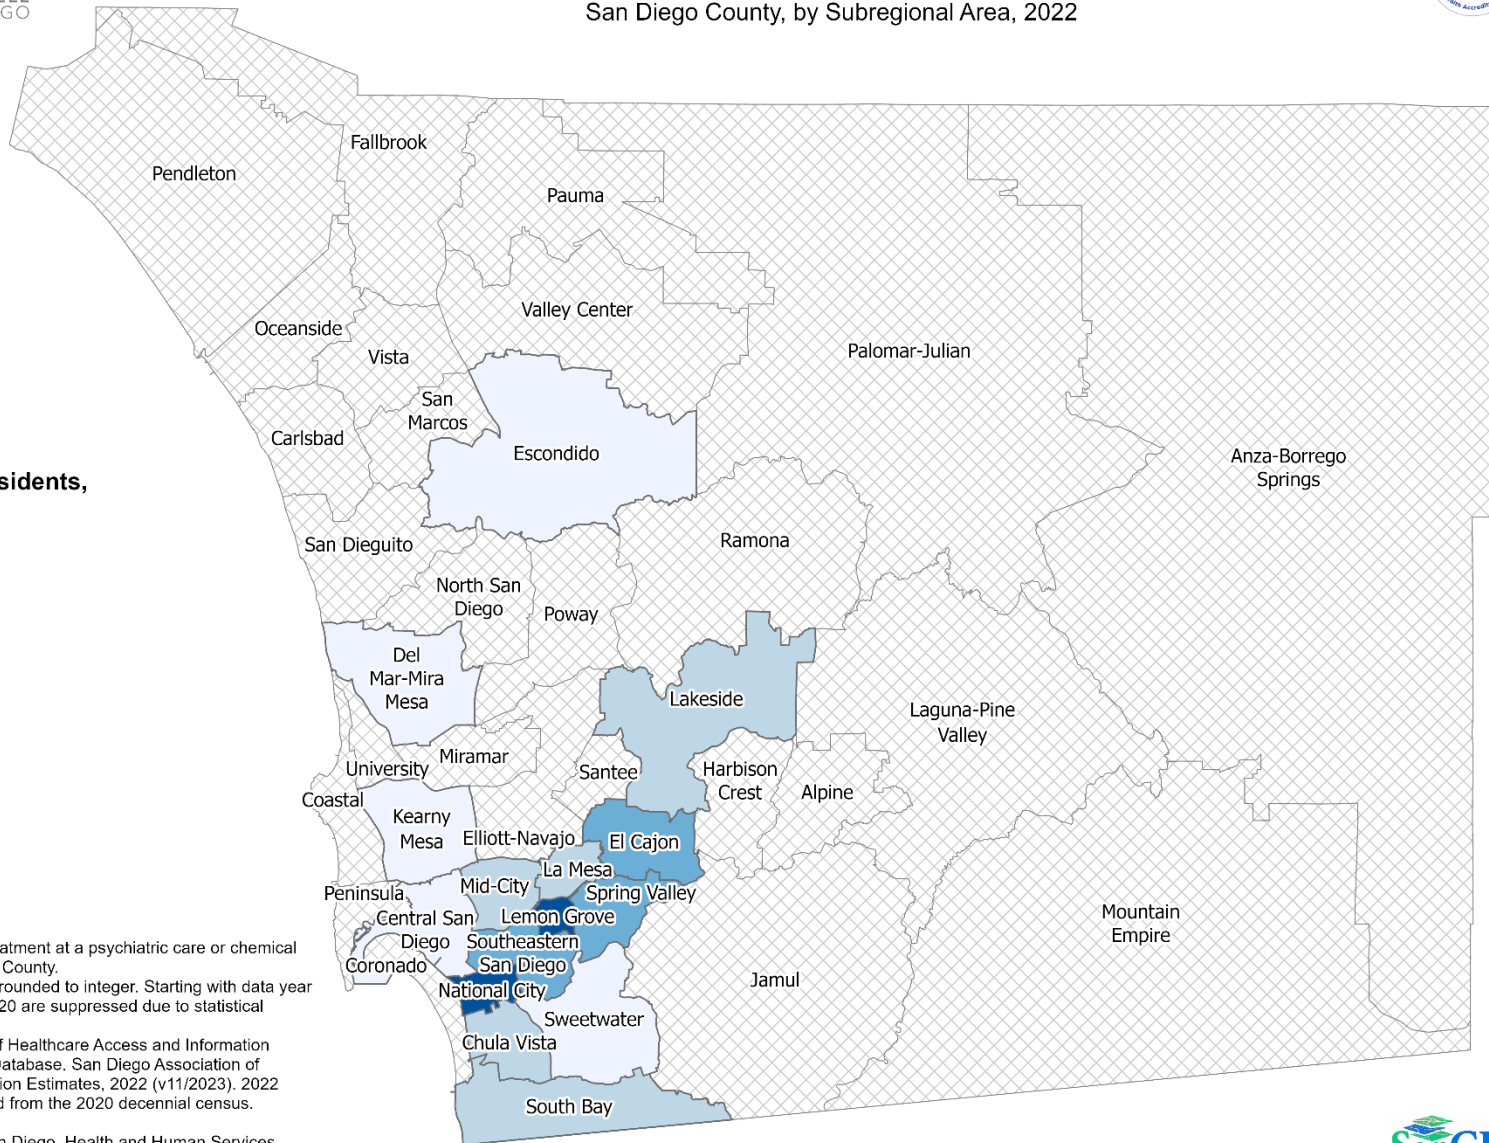 GO
San Diego County, by Subregional Area, 2022
Fallbrook
Pendleton
Pauma
Valley Center
Oceanside
Vista
Palomar-Julian
San
Marcos
Carlsbad
Escondido
Anza-Borrego
Springs
sidents,
San Dieguito
Ramona
North San
Diego
Poway
Del
Mar-Mira
Mesa
Lakeside
Laguna-Pine
Valley
Miramar
University
Santee
Harbison
Crest
Alpine
Coastal
Kearny
Mesa
Elliott-Navajo
El Cajon
La Mesa
Mid-City
Spring Valley
Peninsula
Central San
Diego
Lemon Grove
Mountain
Empire
Southeastern
San Diego
Coronado
National City
Jamul
Sweetwater
Chula Vista
South Bay
atment at a psychiatric care or chemical
County.
rounded to integer. Starting with data year
20 are suppressed due to statistical
f Healthcare Access and Information
Database. San Diego Association of
ion Estimates, 2022 (v11/2023). 2022
d from the 2020 decennial census.
n Diego, Health and Human Services